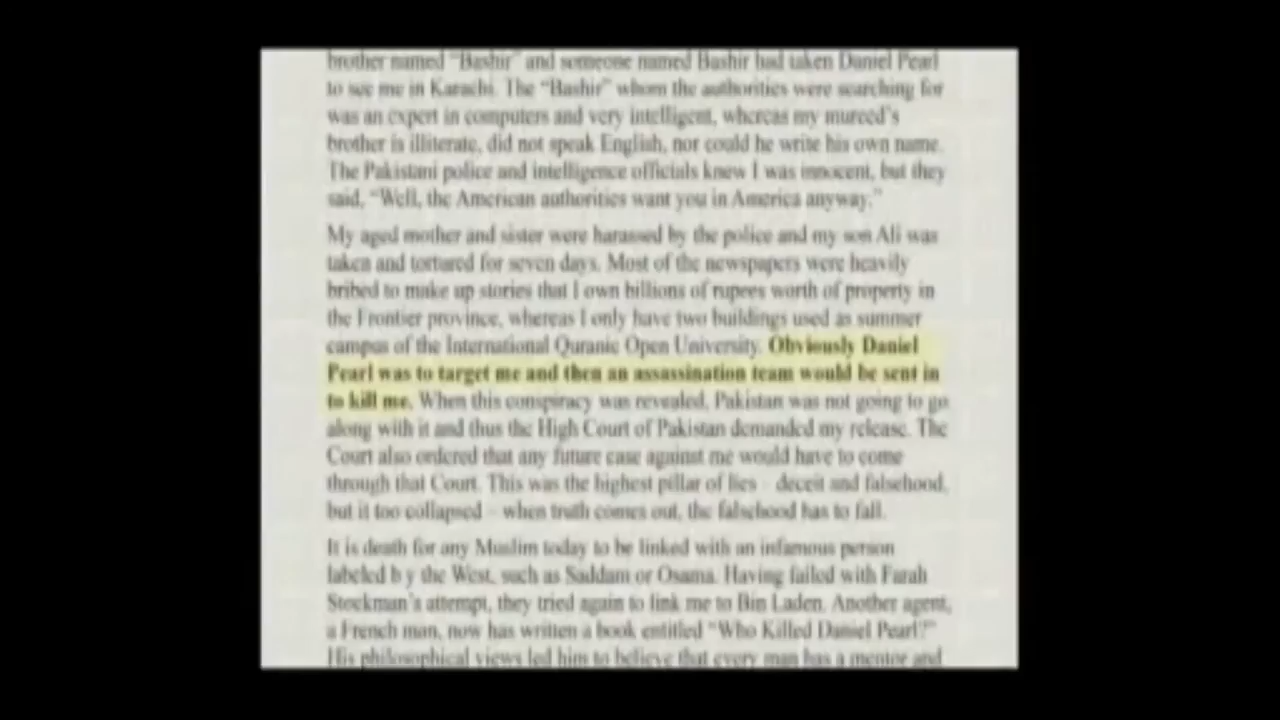 brother named "Bashir" and someone named Bashir had taken Daniel Pearl
to see me in Karachi. The "Bashir" whom the authorities were searching for
was an expert in computers and very intelligent, whereas my mureed's
brother is illiterate, did not speak English, nor could he write his own name.
The Pakistani police and intelligence officials knew I was innocent, but they
said, "Well, the American authorities want you in America anyway."
My aged mother and sister were harassed by the police and my son Ali was
taken and tortured for seven days. Most of the newspapers were heavily
bribed to make up stories that I own billions of rupees worth of property in
the Frontier province, whereas I only have two buildings used as summer
campus of the International Quranic Open University. Obviously Daniel
Pearl was to target me and then an assassination team would be sent in
to kill me. When this conspiracy was revealed, Pakistan was not going to go
along with it and thus the High Court of Pakistan demanded my release. The
Court also ordered that any future case against me would have to come
through that Court. This was the highest pillar of lies – deceit and falsehood,
but it too collapsed – when truth comes out, the falsehood has to fall.
It is death for any Muslim today to be linked with an infamous person
labeled b y the West, such as Saddam or Osama. Having failed with Farah
Stockman's attempt, they tried again to link me to Bin Laden. Another agent,
a French man, now has written a book entitled "Who Killed Daniel Pearl?"
His philosophical views led him to believe that every man has a mentor and